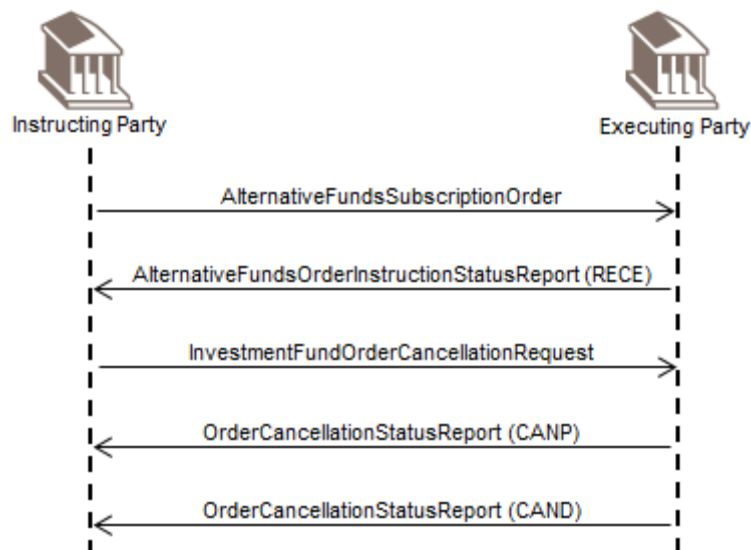 Instructing Party
Executing Party
AlternativeFundsSubscriptionOrder
AlternativeFundsOrderInstructionStatusReport (RECE)
InvestmentFundOrderCancellationRequest
OrderCancellationStatusReport (CANP)
OrderCancellationStatusReport (CAND)